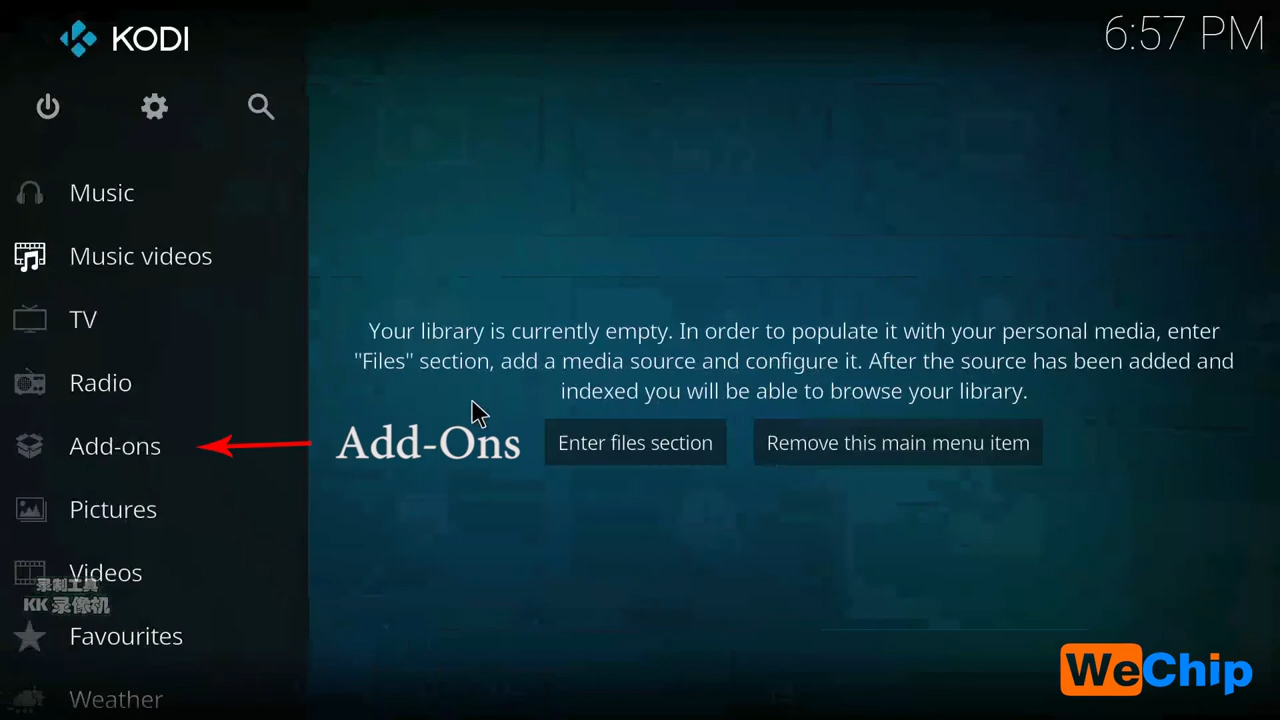 KODI
6:57 PM
Music
Music videos
TV
Radio
Add-ons
Pictures
Videos
Favourites
Weather
Your library is currently empty. In order to populate it with your personal media, enter
"Files" section, add a media source and configure it. After the source has been added and
indexed you will be able to browse your library.
Add-Ons
Enter files section
Remove this main menu item
录制工具
KK 录像机
WeChip